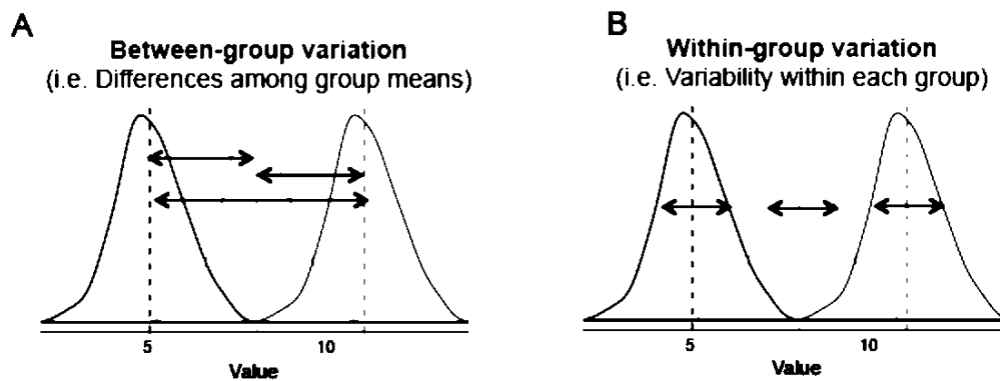 A
Between-group variation
(i.e. Differences among group means)
5
10
Value
B
Within-group variation
(i.e. Variability within each group)
5
10
Value